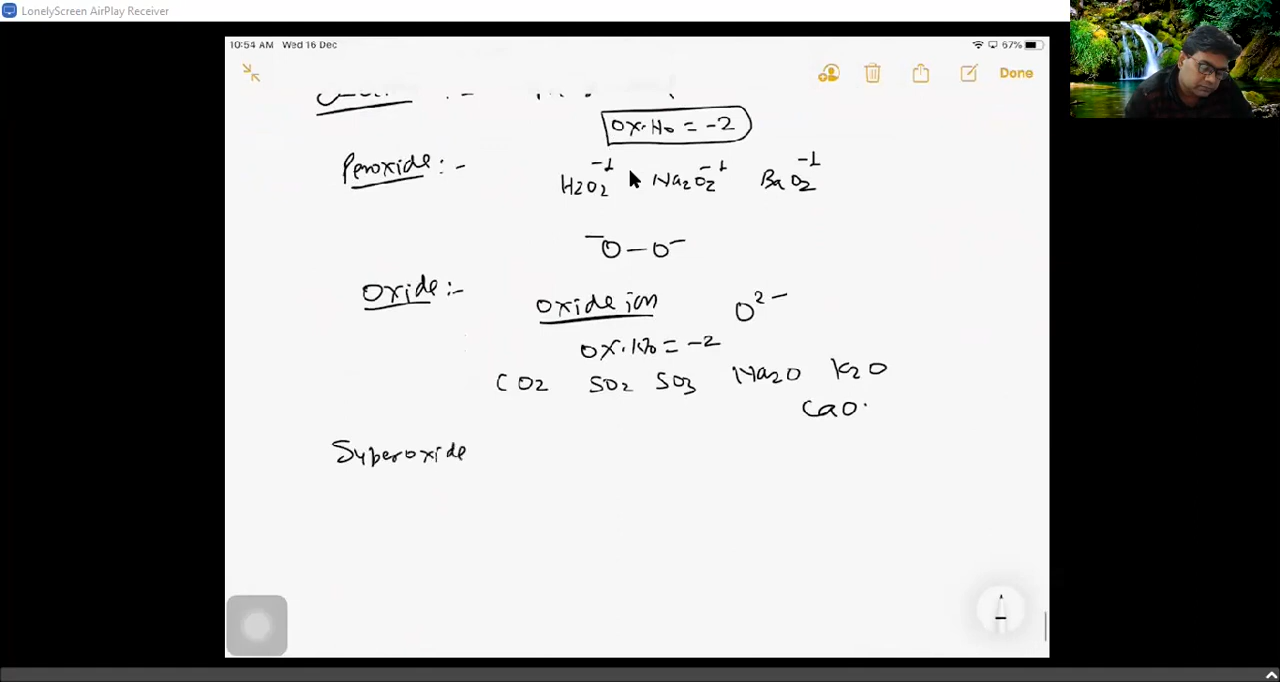 LonelyScreen AirPlay Receiver
10:54 AM Wed 16 Dec
67%
Done
OX.No = -2
Peroxide :-
H2O2⁻¹ Na2O2⁻¹ BaO2⁻¹
⁻O-O⁻
Oxide :-
Oxide ion O²⁻
OX.No = -2
CO2 SO2 SO3 Na2O K2O
CaO.
Superoxide